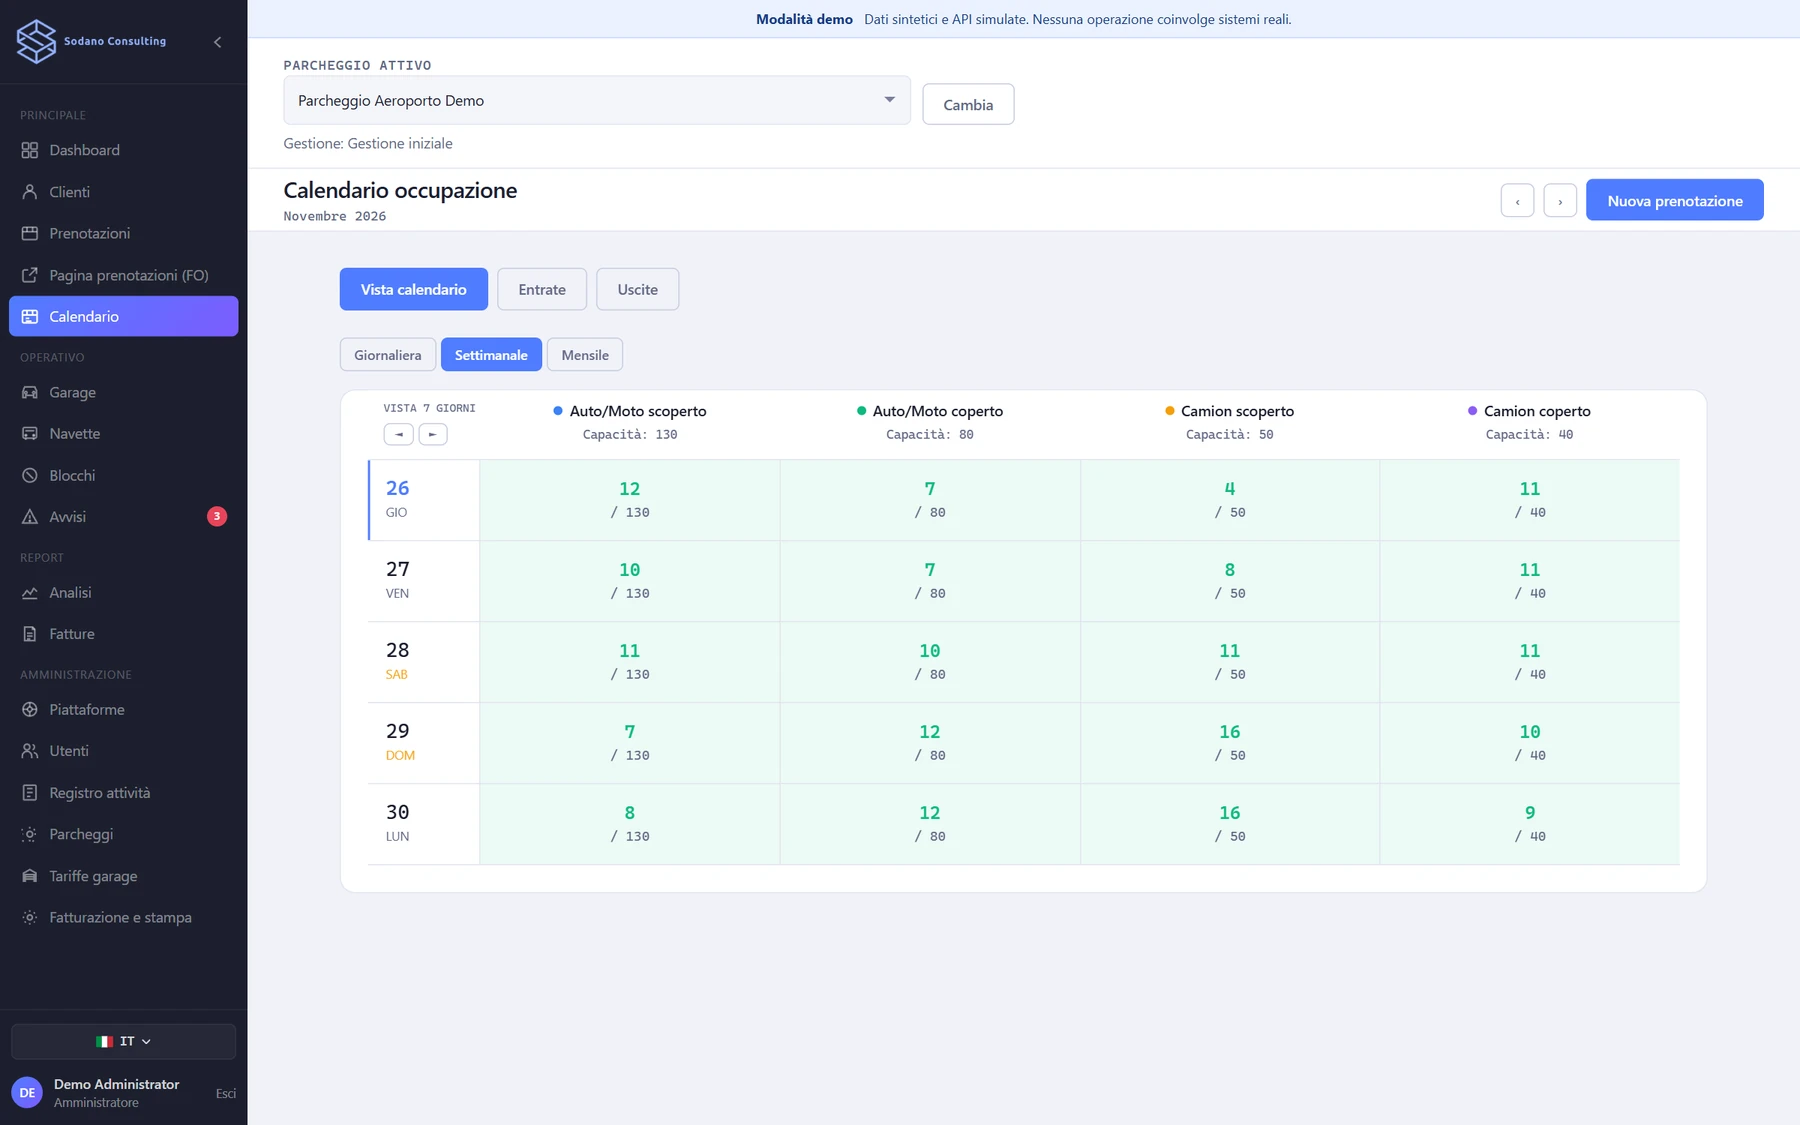 Sodano Consulting
PRINCIPALE
Dashboard
Clienti
Prenotazioni
Pagina prenotazioni (FO)
Calendario
OPERATIVO
Garage
Navette
Blocchi
Avvisi 3
REPORT
Analisi
Fatture
AMMINISTRAZIONE
Piattaforme
Utenti
Registro attività
Parcheggi
Tariffe garage
Fatturazione e stampa
IT
DE
Demo Administrator
Amministratore
Esci
Modalità demo Dati sintetici e API simulate. Nessuna operazione coinvolge sistemi reali.
PARCHEGGIO ATTIVO
Parcheggio Aeroporto Demo
Cambia
Gestione: Gestione iniziale
Calendario occupazione
Novembre 2026
‹ › Nuova prenotazione
Vista calendario Entrate Uscite
Giornaliera Settimanale Mensile
VISTA 7 GIORNI
◄ ►
Auto/Moto scoperto Auto/Moto coperto Camion scoperto Camion coperto
Capacità: 130 Capacità: 80 Capacità: 50 Capacità: 40
26 12 7 4 11
GIO / 130 / 80 / 50 / 40
27 10 7 8 11
VEN / 130 / 80 / 50 / 40
28 11 10 11 11
SAB / 130 / 80 / 50 / 40
29 7 12 16 10
DOM / 130 / 80 / 50 / 40
30 8 12 16 9
LUN / 130 / 80 / 50 / 40